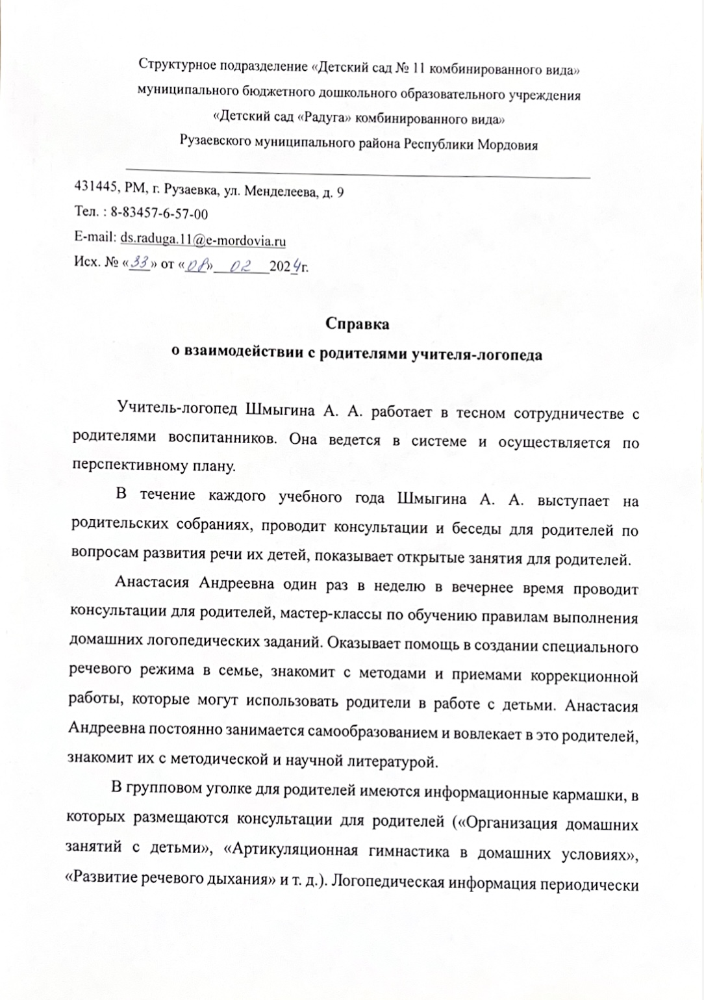 Структурное подразделение «Детский сад № 11 комбинированного вида»
муниципального бюджетного дошкольного образовательного учреждения
«Детский сад «Радуга» комбинированного вида»
Рузаевского муниципального района Республики Мордовия
431445, РМ, г. Рузаевка, ул. Менделеева, д. 9
Тел. : 8-83457-6-57-00
E-mail: ds.raduga.11@e-mordovia.ru
Исх. № «33» от «08» 02 2024г.
Справка
о взаимодействии с родителями учителя-логопеда
Учитель-логопед Шмыгина А. А. работает в тесном сотрудничестве с
родителями воспитанников. Она ведется в системе и осуществляется по
перспективному плану.
В течение каждого учебного года Шмыгина А. А. выступает на
родительских собраниях, проводит консультации и беседы для родителей по
вопросам развития речи их детей, показывает открытые занятия для родителей.
Анастасия Андреевна один раз в неделю в вечернее время проводит
консультации для родителей, мастер-классы по обучению правилам выполнения
домашних логопедических заданий. Оказывает помощь в создании специального
речевого режима в семье, знакомит с методами и приемами коррекционной
работы, которые могут использовать родители в работе с детьми. Анастасия
Андреевна постоянно занимается самообразованием и вовлекает в это родителей,
знакомит их с методической и научной литературой.
В групповом уголке для родителей имеются информационные кармашки, в
которых размещаются консультации для родителей («Организация домашних
занятий с детьми», «Артикуляционная гимнастика в домашних условиях»,
«Развитие речевого дыхания» и т. д.). Логопедическая информация периодически